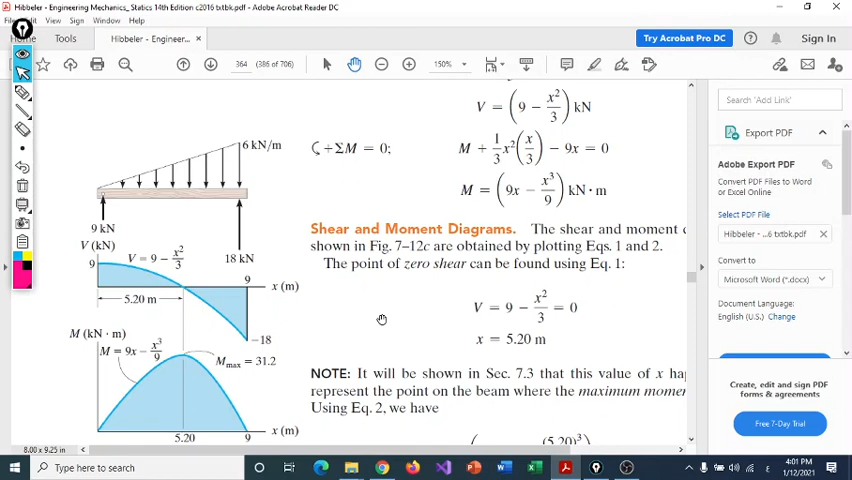 Hibbeler - Engineering Mechanics_ Statics 14th Edition c2016 txtbk.pdf - Adobe Acrobat Reader DC
File Edit View Sign Window Help
Home Tools Hibbeler - Engineer... × Try Acrobat Pro DC Sign In
364 (386 of 706) 150%
V = (9 − x²/3) kN
ζ+ΣM = 0; M + 1/3 x² (x/3) − 9x = 0
M = (9x − x³/9) kN · m
6 kN/m
9 kN
18 kN
V (kN)
V = 9 − x²/3
9
9
x (m)
5.20 m
−18
M (kN · m)
M = 9x − x³/9
Mmax = 31.2
5.20
9
x (m)
Shear and Moment Diagrams. The shear and moment
shown in Fig. 7–12c are obtained by plotting Eqs. 1 and 2.
The point of zero shear can be found using Eq. 1:
V = 9 − x²/3 = 0
x = 5.20 m
NOTE: It will be shown in Sec. 7.3 that this value of x ha
represent the point on the beam where the maximum mome
Using Eq. 2, we have
(5.20)³
8.00 x 9.25 in
Search 'Add Link'
Export PDF
Adobe Export PDF
Convert PDF Files to Word
or Excel Online
Select PDF File
Hibbeler -...6 txtbk.pdf ×
Convert to
Microsoft Word (*.docx)
Document Language:
English (U.S.) Change
Create, edit and sign PDF
forms & agreements
Free 7-Day Trial
Type here to search
ع
4:01 PM
1/12/2021